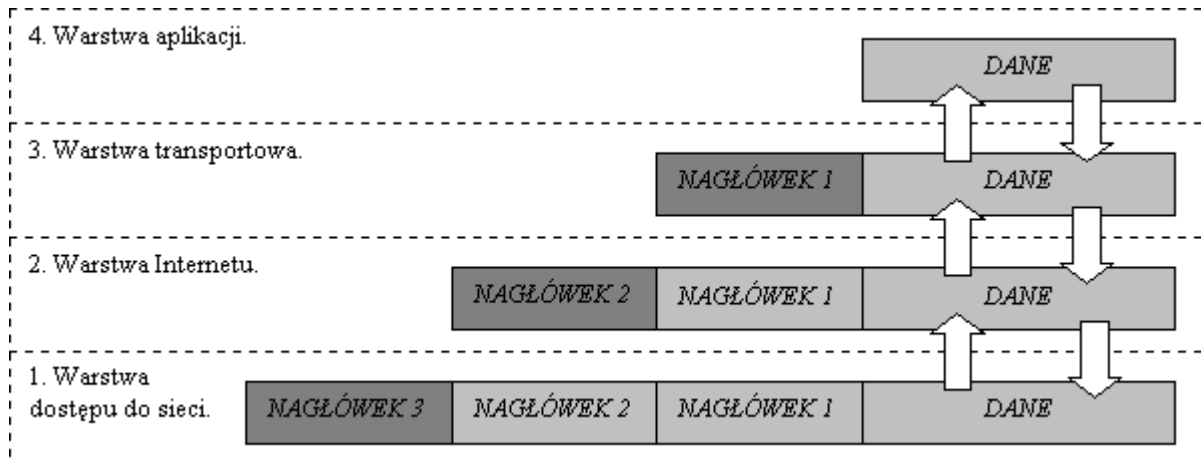 4. Warstwa aplikacji.
DANE
3. Warstwa transportowa.
NAGŁÓWEK 1 DANE
2. Warstwa Internetu.
NAGŁÓWEK 2 NAGŁÓWEK 1 DANE
1. Warstwa
dostępu do sieci.
NAGŁÓWEK 3 NAGŁÓWEK 2 NAGŁÓWEK 1 DANE